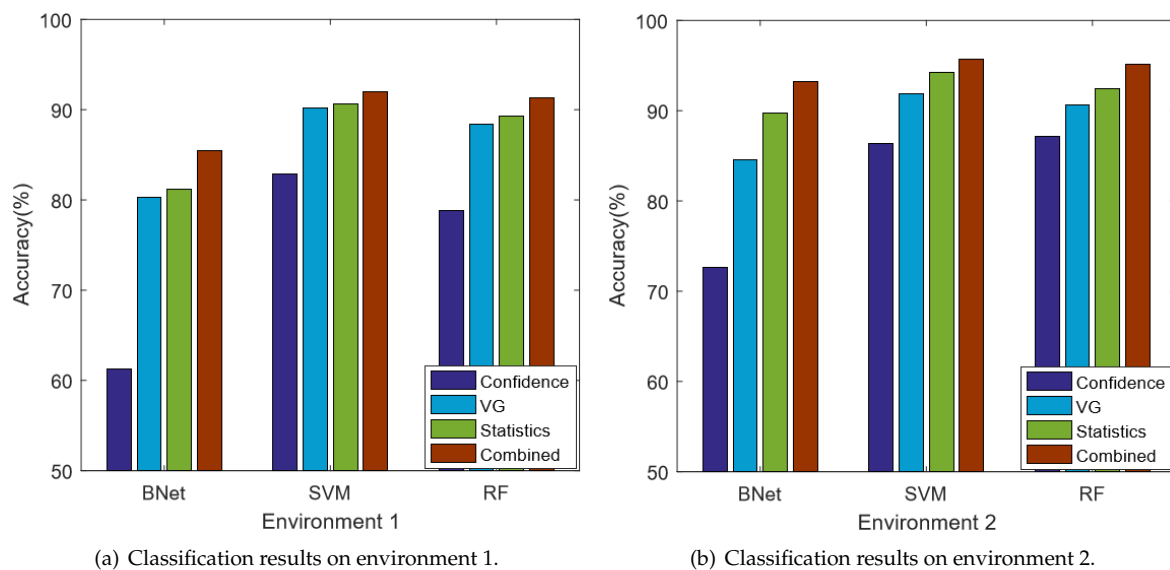 100
90
80
70
60
50
Accuracy(%)
BNet
SVM
RF
Environment 1
Confidence
VG
Statistics
Combined
(a) Classification results on environment 1.
100
90
80
70
60
50
Accuracy(%)
BNet
SVM
RF
Environment 2
Confidence
VG
Statistics
Combined
(b) Classification results on environment 2.